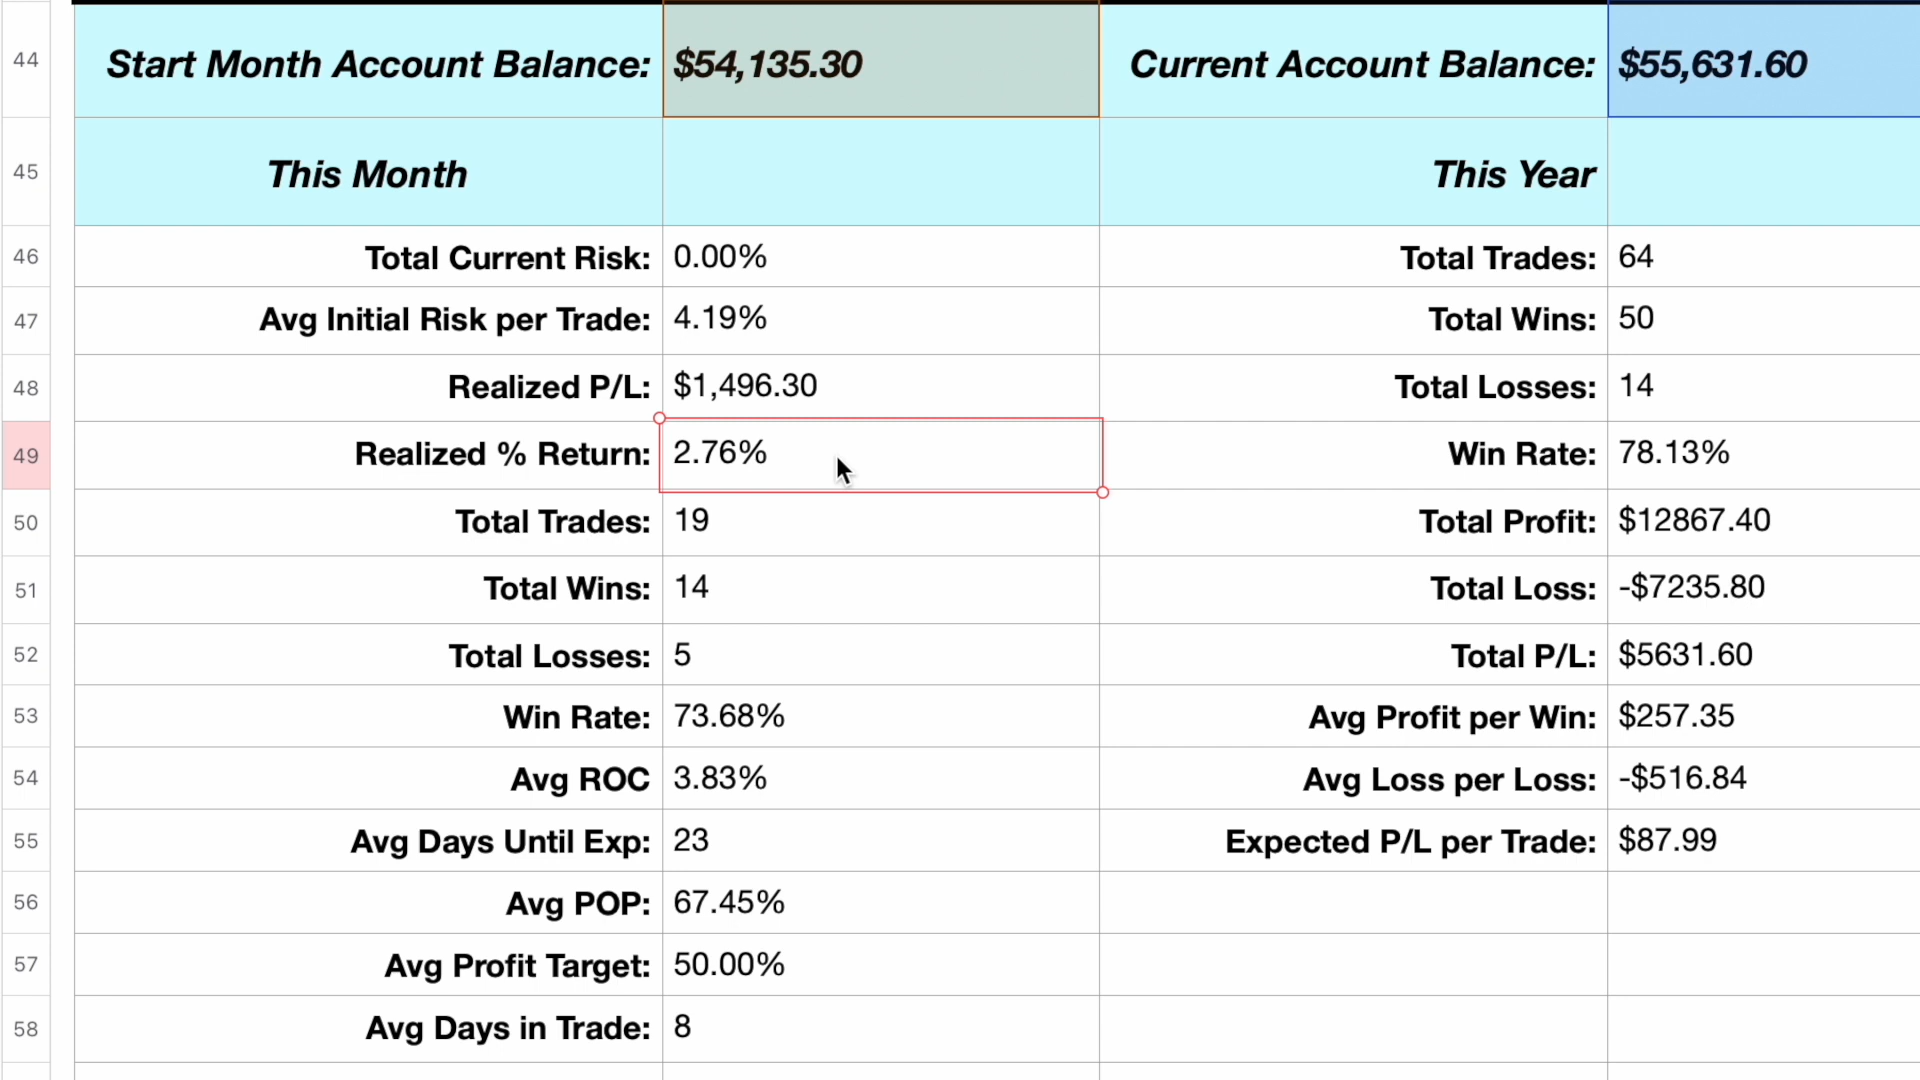 44 Start Month Account Balance: $54,135.30 Current Account Balance: $55,631.60
45 This Month This Year
46 Total Current Risk: 0.00% Total Trades: 64
47 Avg Initial Risk per Trade: 4.19% Total Wins: 50
48 Realized P/L: $1,496.30 Total Losses: 14
49 Realized % Return: 2.76% Win Rate: 78.13%
50 Total Trades: 19 Total Profit: $12867.40
51 Total Wins: 14 Total Loss: -$7235.80
52 Total Losses: 5 Total P/L: $5631.60
53 Win Rate: 73.68% Avg Profit per Win: $257.35
54 Avg ROC 3.83% Avg Loss per Loss: -$516.84
55 Avg Days Until Exp: 23 Expected P/L per Trade: $87.99
56 Avg POP: 67.45%
57 Avg Profit Target: 50.00%
58 Avg Days in Trade: 8